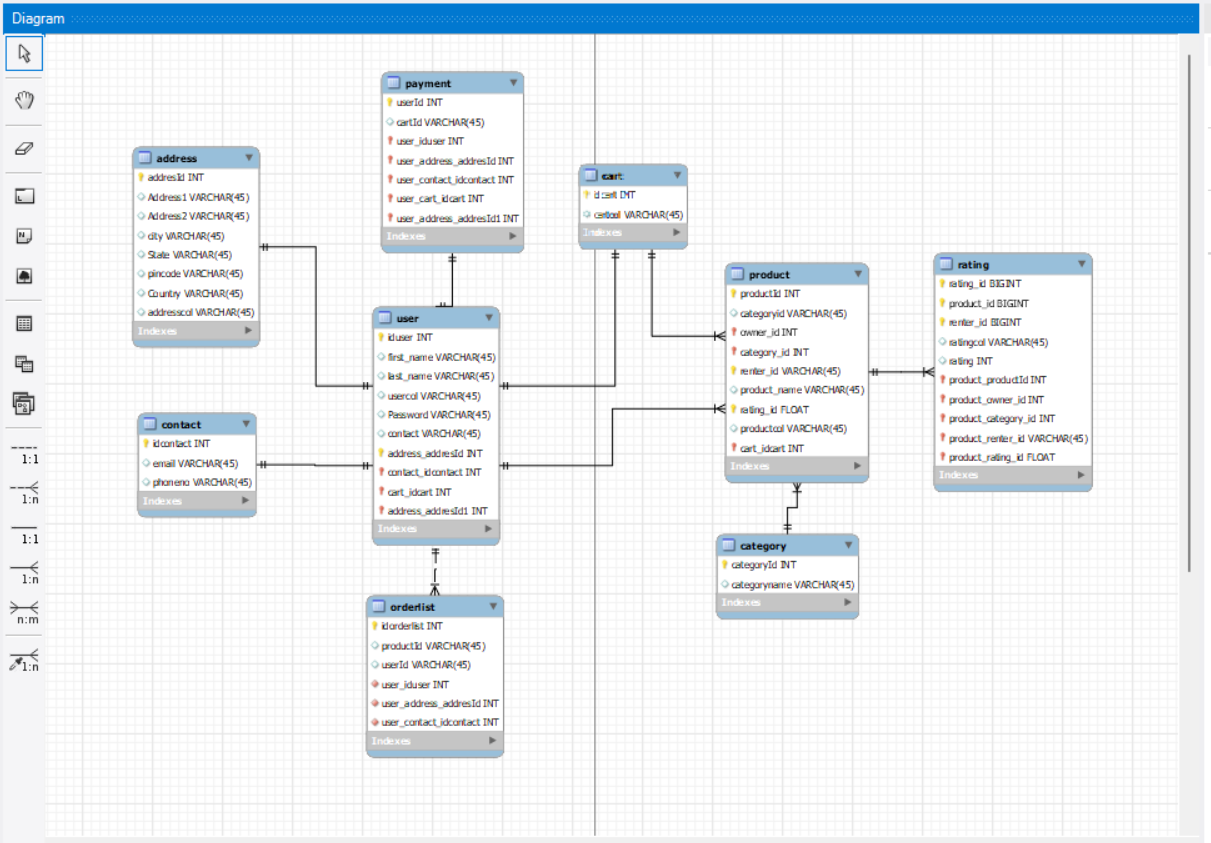 Diagram
payment
userId INT
cartId VARCHAR(45)
user_iduser INT
user_address_addresId INT
user_contact_idcontact INT
user_cart_idcart INT
user_address_addresId1 INT
Indexes
address
addresId INT
Address1 VARCHAR(45)
Address2 VARCHAR(45)
city VARCHAR(45)
State VARCHAR(45)
pincode VARCHAR(45)
Country VARCHAR(45)
addresscol VARCHAR(45)
Indexes
cart
idcart INT
cartcol VARCHAR(45)
Indexes
product
productId INT
categoryid VARCHAR(45)
owner_id INT
category_id INT
renter_id VARCHAR(45)
product_name VARCHAR(45)
rating_id FLOAT
productcol VARCHAR(45)
cart_idcart INT
Indexes
rating
rating_id BIGINT
product_id BIGINT
renter_id BIGINT
ratingcol VARCHAR(45)
rating INT
product_productId INT
product_owner_id INT
product_category_id INT
product_renter_id VARCHAR(45)
product_rating_id FLOAT
Indexes
user
iduser INT
first_name VARCHAR(45)
last_name VARCHAR(45)
usercol VARCHAR(45)
Password VARCHAR(45)
contact VARCHAR(45)
address_addresId INT
contact_idcontact INT
cart_idcart INT
address_addresId1 INT
Indexes
contact
idcontact INT
email VARCHAR(45)
phoneno VARCHAR(45)
Indexes
category
categoryId INT
categoryname VARCHAR(45)
Indexes
orderlist
idorderlist INT
productId VARCHAR(45)
userId VARCHAR(45)
user_iduser INT
user_address_addresId INT
user_contact_idcontact INT
Indexes
1:1
1:n
1:1
1:n
n:m
1:n